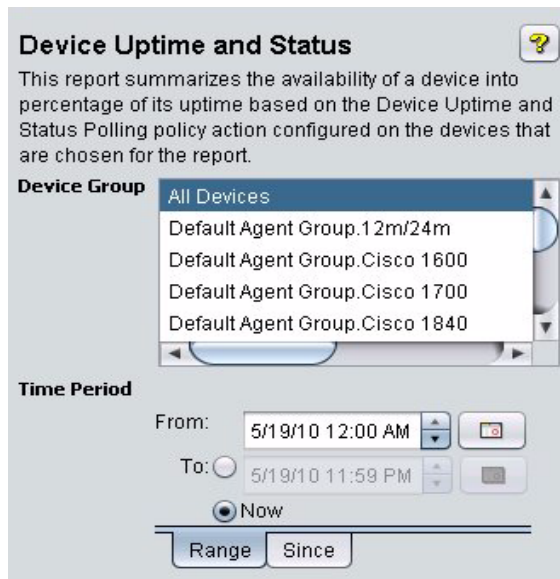 Device Uptime and Status
?
This report summarizes the availability of a device into
percentage of its uptime based on the Device Uptime and
Status Polling policy action configured on the devices that
are chosen for the report.
Device Group
All Devices
Default Agent Group.12m/24m
Default Agent Group.Cisco 1600
Default Agent Group.Cisco 1700
Default Agent Group.Cisco 1840
Time Period
From: 5/19/10 12:00 AM
To: 5/19/10 11:59 PM
Now
Range Since